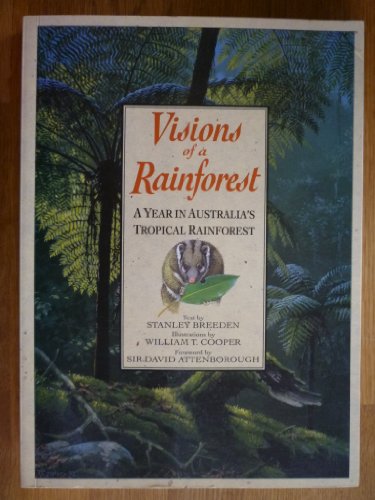 Visions
of a
Rainforest
A YEAR IN AUSTRALIA'S
TROPICAL RAINFOREST
Text by
STANLEY BREEDEN
Illustrations by
WILLIAM T. COOPER
Foreword by
SIR DAVID ATTENBOROUGH